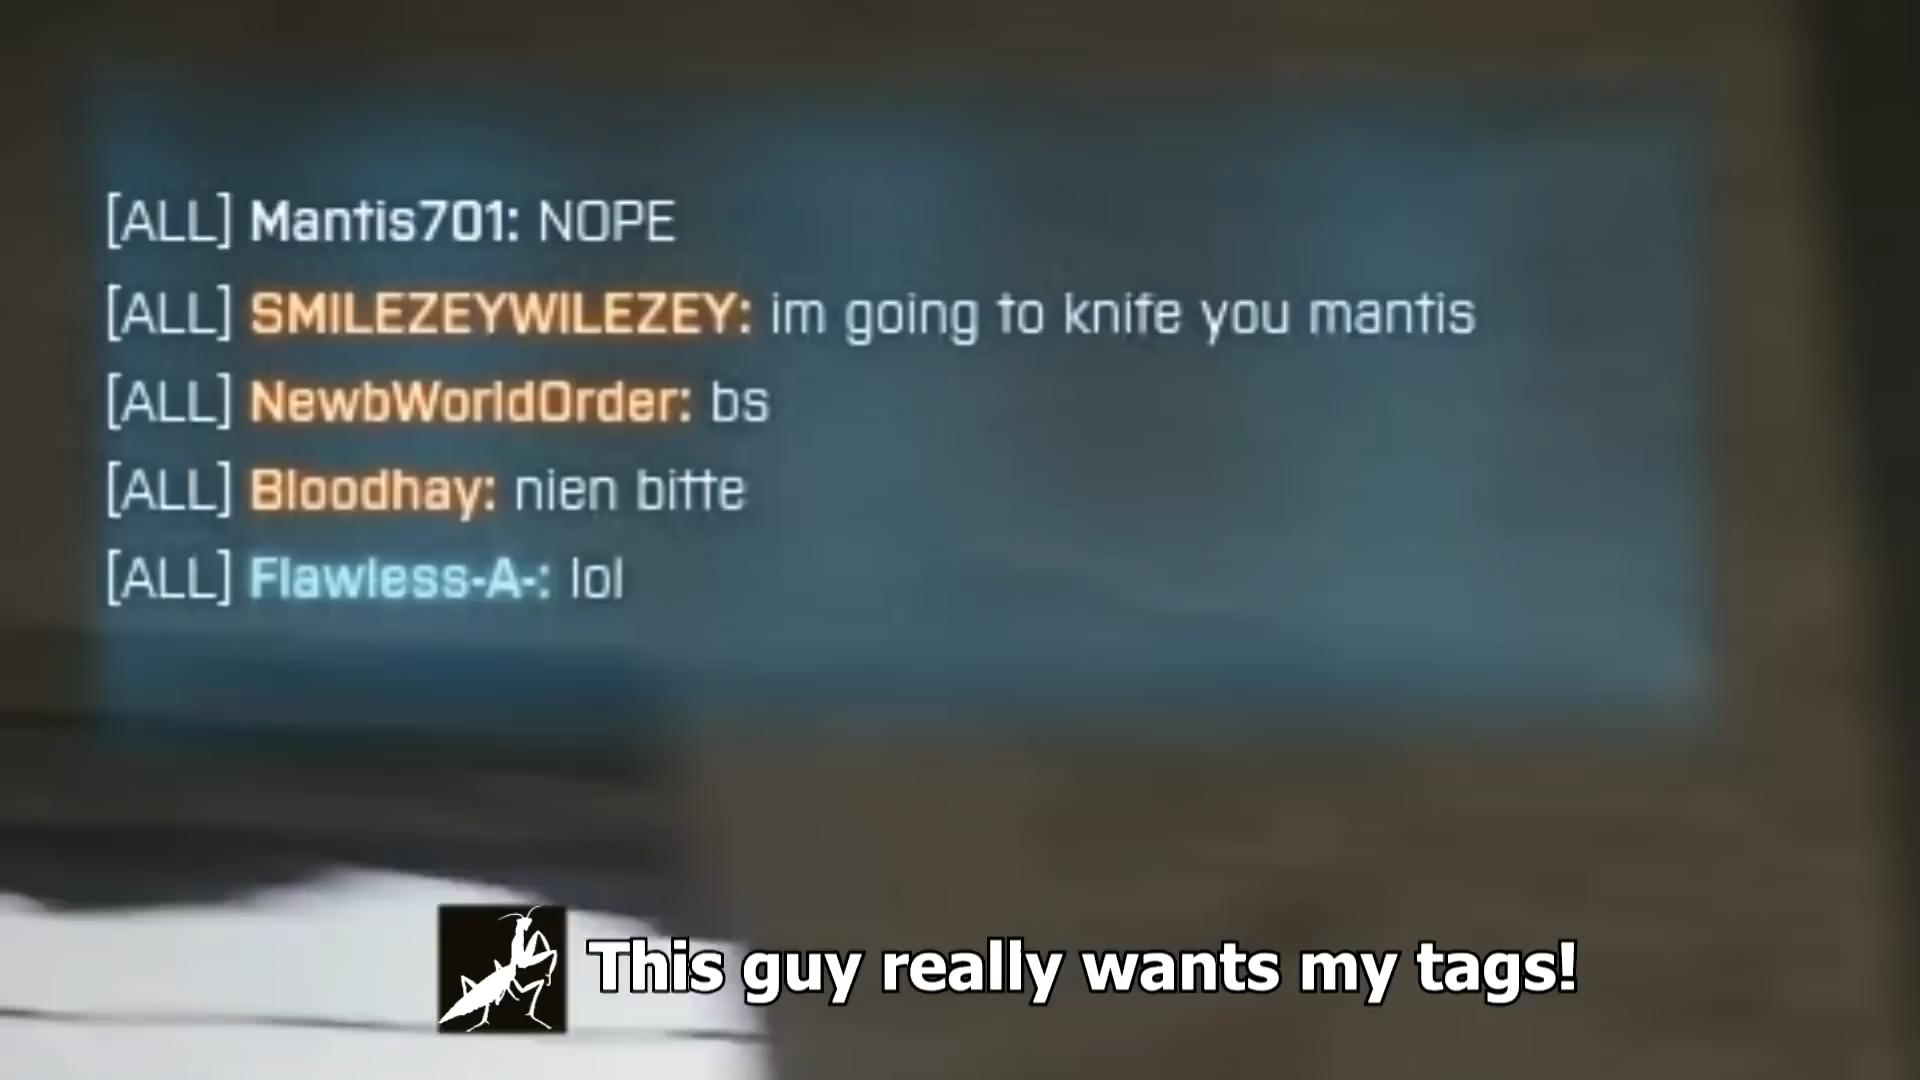 [ALL] Mantis701: NOPE
[ALL] SMILEZEYWILEZEY: im going to knife you mantis
[ALL] NewbWorldOrder: bs
[ALL] Bloodhay: nien bitte
[ALL] Flawless-A-: lol
This guy really wants my tags!